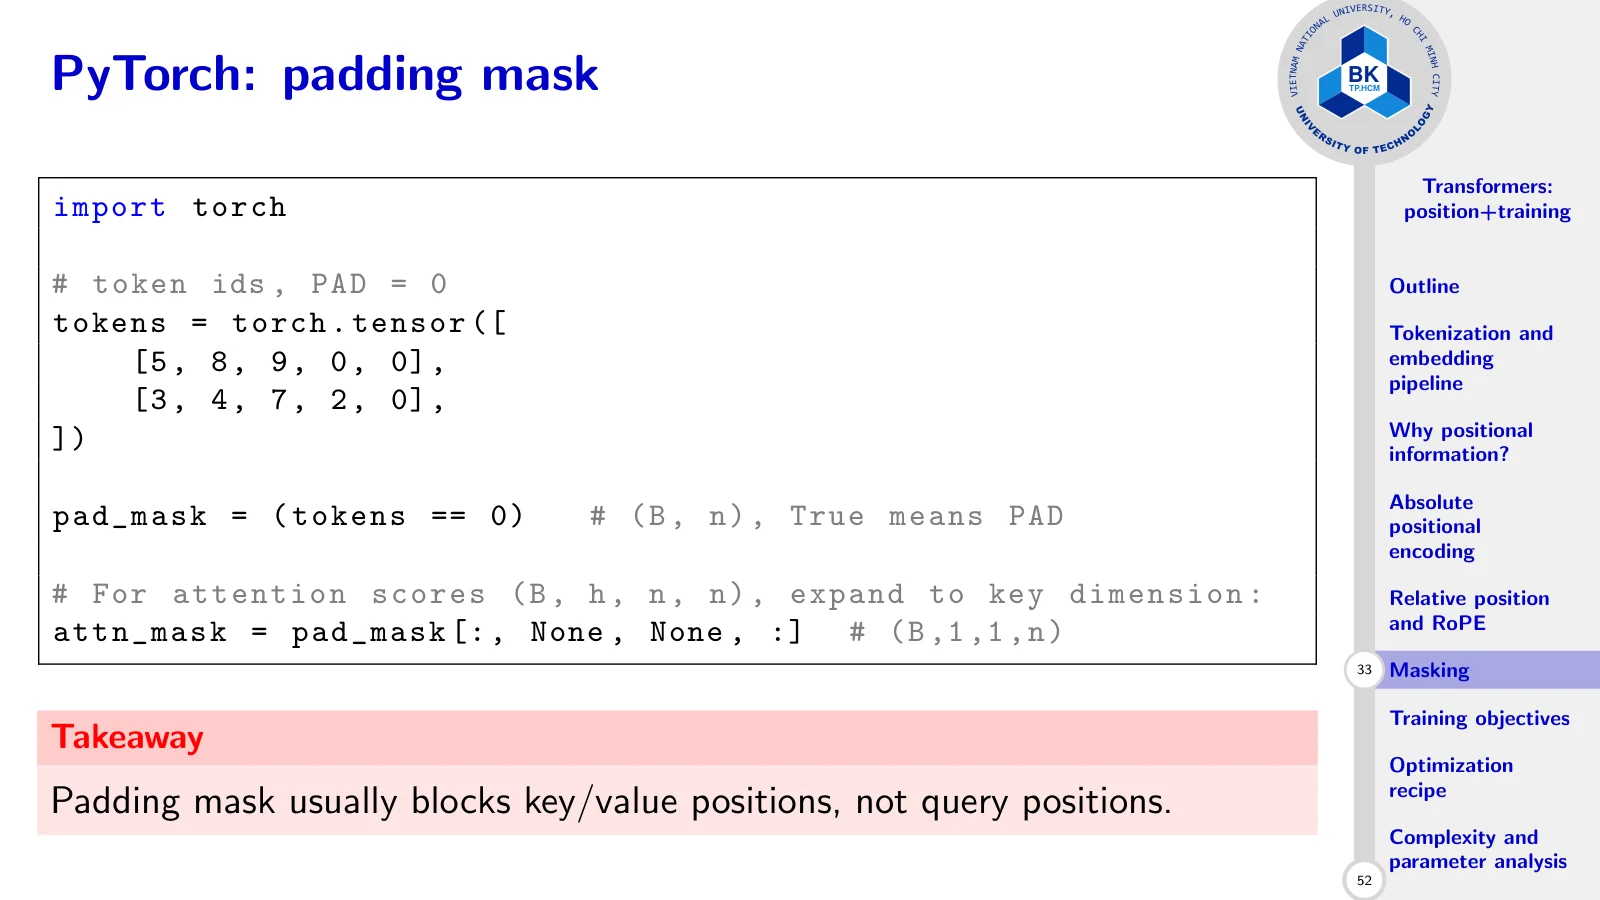 PyTorch: padding mask
import torch
# token ids, PAD = 0
tokens = torch.tensor([
    [5, 8, 9, 0, 0],
    [3, 4, 7, 2, 0],
])
pad_mask = (tokens == 0)   # (B, n), True means PAD
# For attention scores (B, h, n, n), expand to key dimension:
attn_mask = pad_mask[:, None, None, :]  # (B,1,1,n)
Takeaway
Padding mask usually blocks key/value positions, not query positions.
VIETNAM NATIONAL UNIVERSITY, HO CHI MINH CITY
BK
TP.HCM
UNIVERSITY OF TECHNOLOGY
Transformers:
position+training
Outline
Tokenization and
embedding
pipeline
Why positional
information?
Absolute
positional
encoding
Relative position
and RoPE
33
Masking
Training objectives
Optimization
recipe
Complexity and
parameter analysis
52